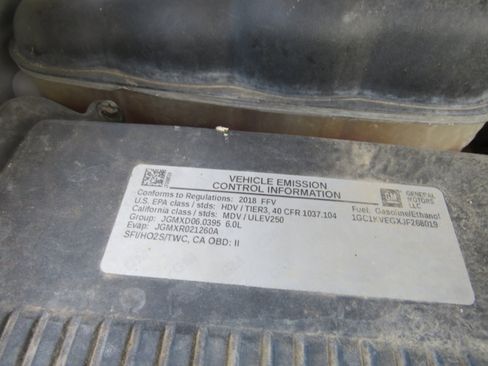 VEHICLE EMISSION
CONTROL INFORMATION
GENERAL
MOTORS
LLC
Conforms to Regulations: 2018 FFV
U.S. EPA class / stds: HDV / TIER3, 40 CFR 1037.104
California class / stds: MDV / ULEV250
Group: JGMXD06.0395 6.0L
Evap: JGMXR021260A
SFI/HO2S/TWC, CA OBD: II
Fuel: Gasoline/Ethanol
1GC1KVEGXJF268019